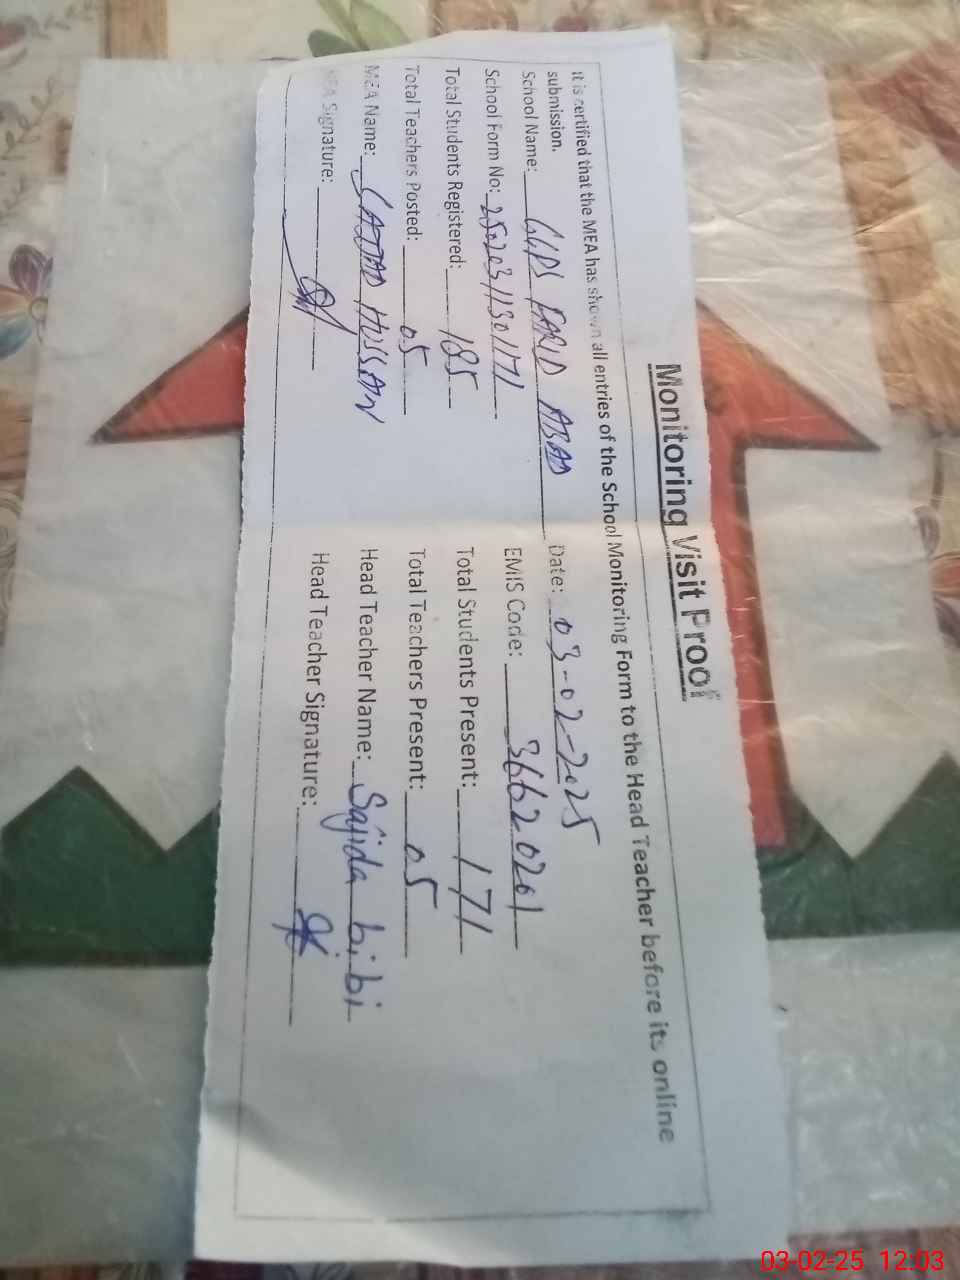 Monitoring Visit Proof
It is certified that the MEA has shown all entries of the School Monitoring Form to the Head Teacher before its online
submission.
School Name: GGPS FARID ABAD Date: 03-02-2025
School Form No: 2502031130171 EMIS Code: 36620201
Total Students Registered: 185 Total Students Present: 171
Total Teachers Posted: 05 Total Teachers Present: 05
MEA Name: SAJJAD HUSSAN Head Teacher Name: Sajida bibi
MEA Signature: Head Teacher Signature:
03-02-25 12:03